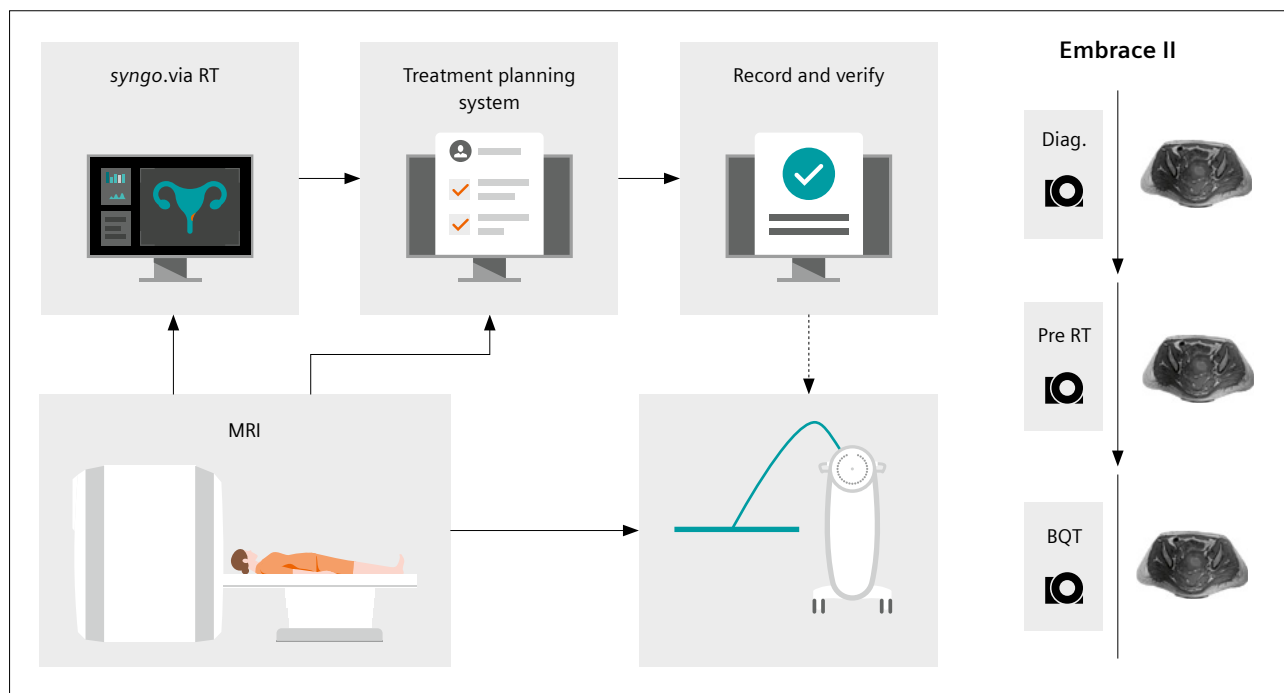 syngo.via RT
Treatment planning
system
Record and verify
MRI
Embrace II
Diag.
Pre RT
BQT